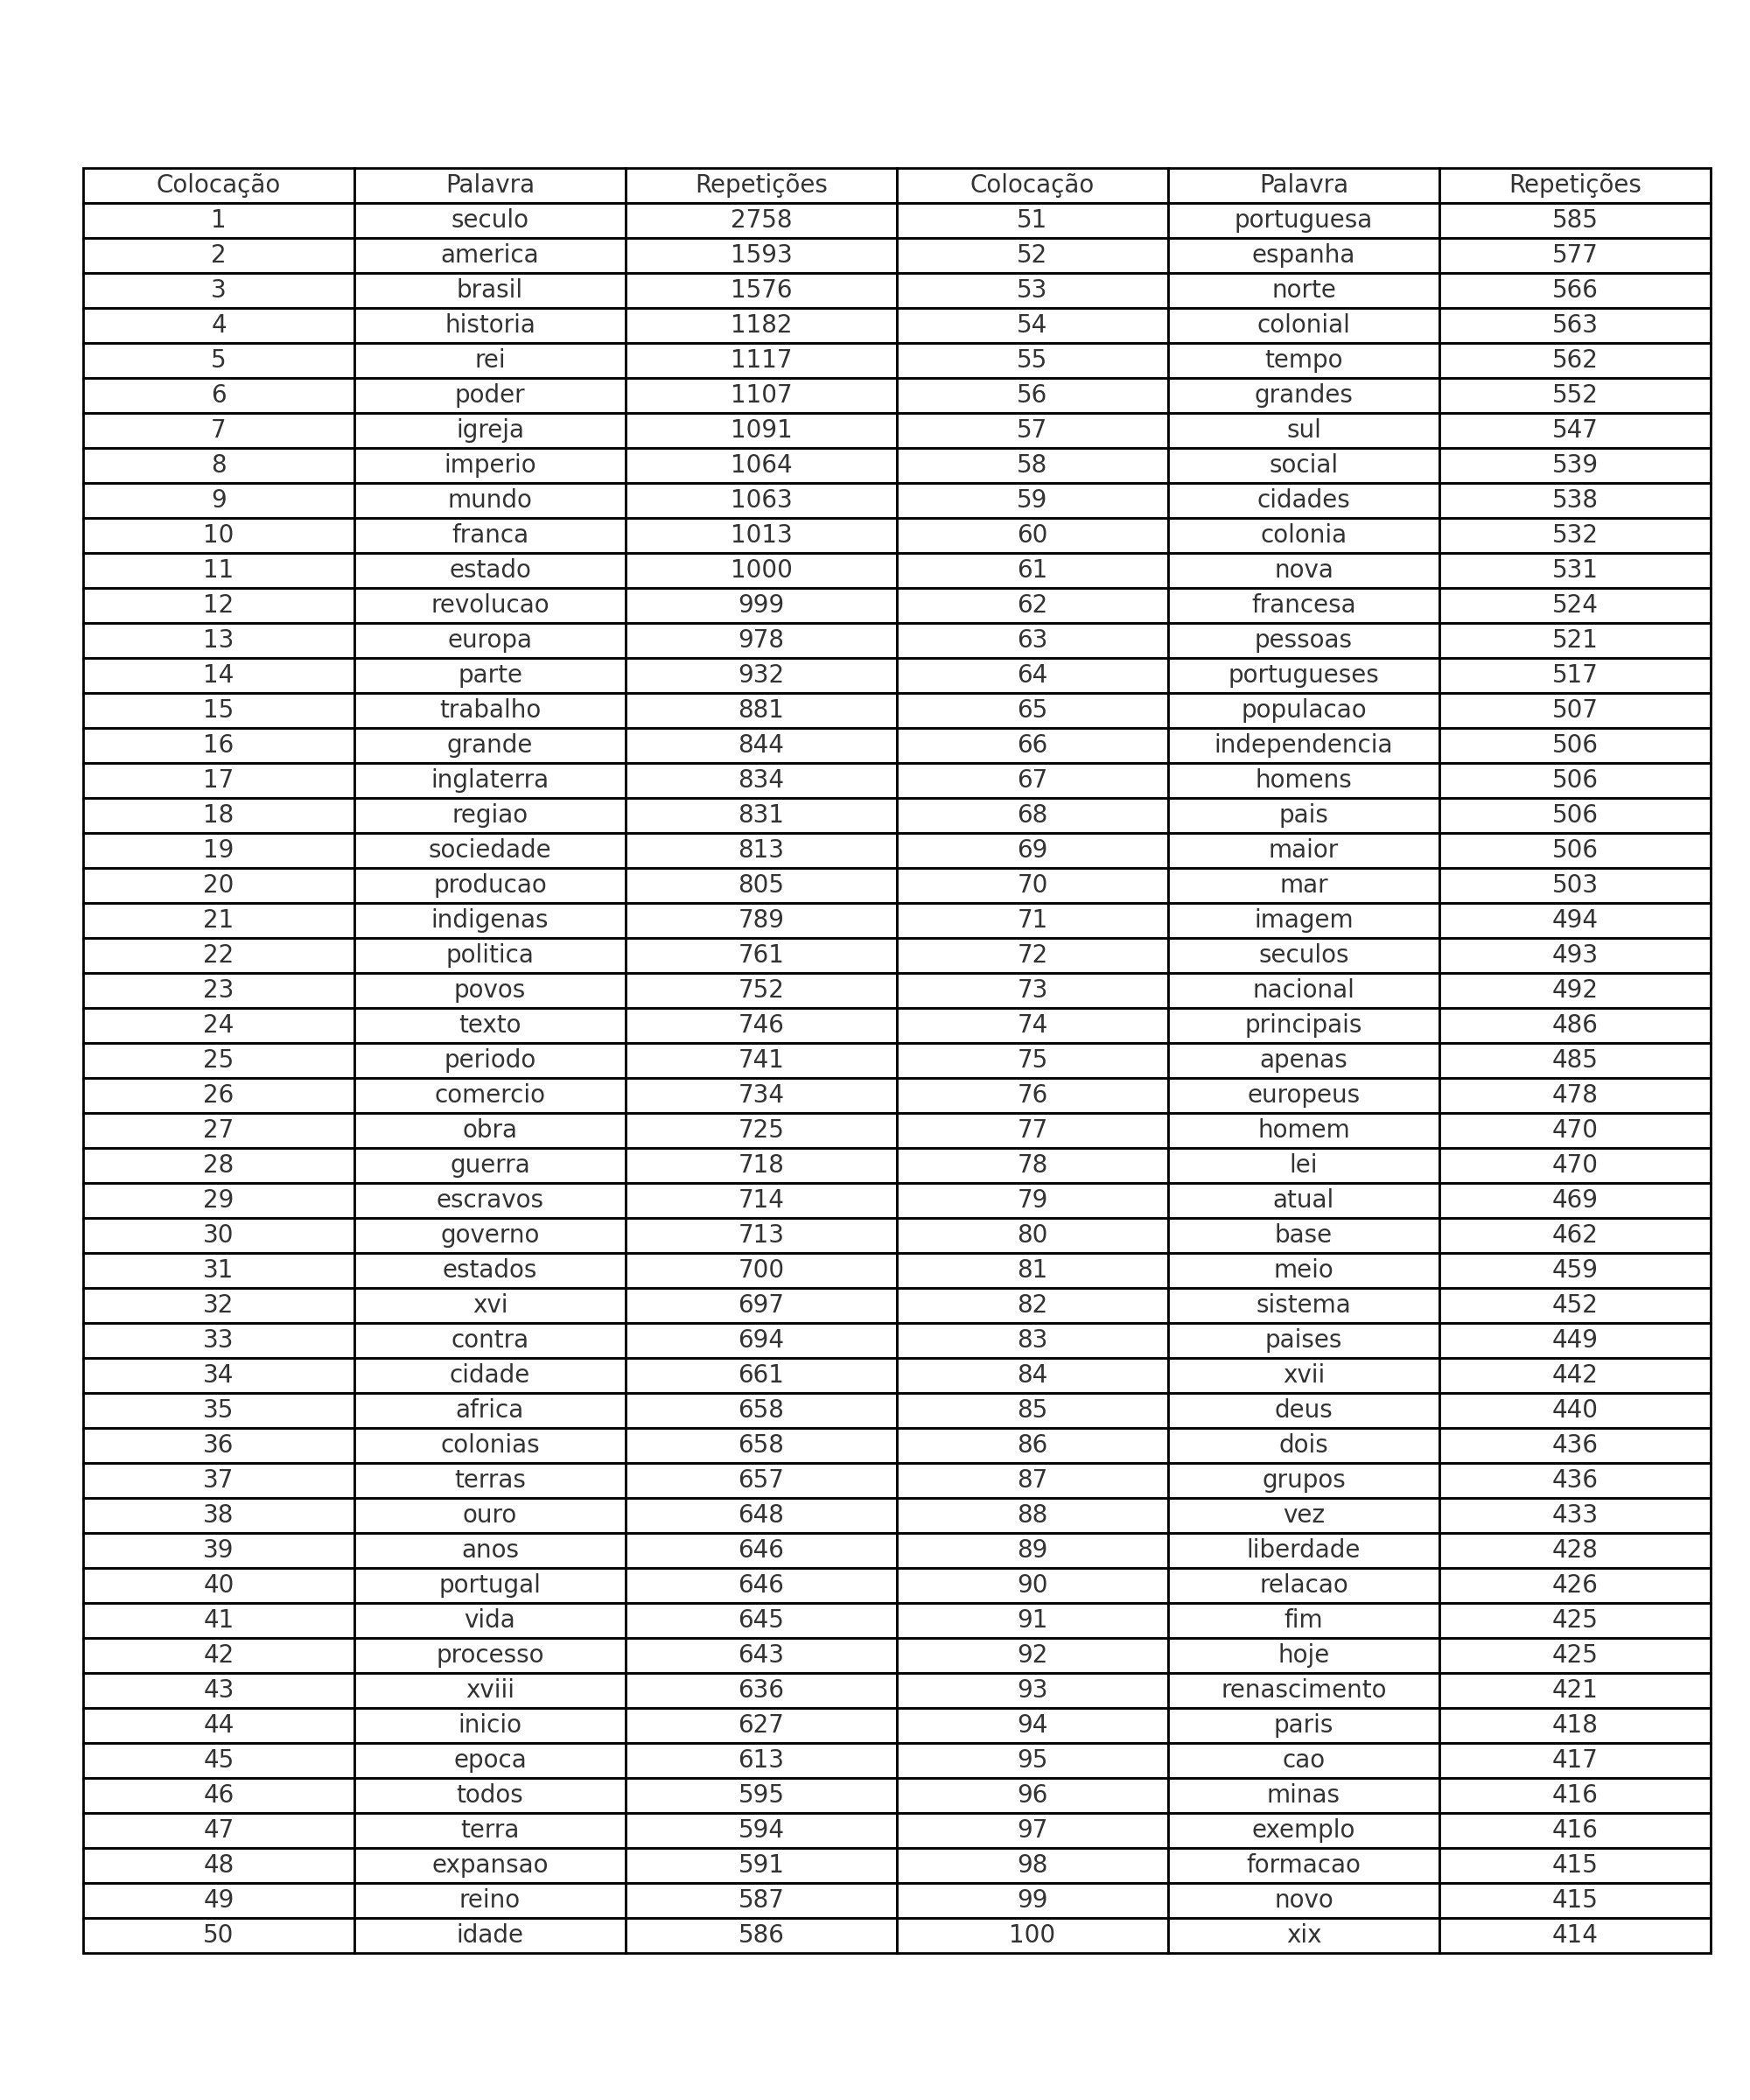 Colocação Palavra Repetições Colocação Palavra Repetições
1 seculo 2758 51 portuguesa 585
2 america 1593 52 espanha 577
3 brasil 1576 53 norte 566
4 historia 1182 54 colonial 563
5 rei 1117 55 tempo 562
6 poder 1107 56 grandes 552
7 igreja 1091 57 sul 547
8 imperio 1064 58 social 539
9 mundo 1063 59 cidades 538
10 franca 1013 60 colonia 532
11 estado 1000 61 nova 531
12 revolucao 999 62 francesa 524
13 europa 978 63 pessoas 521
14 parte 932 64 portugueses 517
15 trabalho 881 65 populacao 507
16 grande 844 66 independencia 506
17 inglaterra 834 67 homens 506
18 regiao 831 68 pais 506
19 sociedade 813 69 maior 506
20 producao 805 70 mar 503
21 indigenas 789 71 imagem 494
22 politica 761 72 seculos 493
23 povos 752 73 nacional 492
24 texto 746 74 principais 486
25 periodo 741 75 apenas 485
26 comercio 734 76 europeus 478
27 obra 725 77 homem 470
28 guerra 718 78 lei 470
29 escravos 714 79 atual 469
30 governo 713 80 base 462
31 estados 700 81 meio 459
32 xvi 697 82 sistema 452
33 contra 694 83 paises 449
34 cidade 661 84 xvii 442
35 africa 658 85 deus 440
36 colonias 658 86 dois 436
37 terras 657 87 grupos 436
38 ouro 648 88 vez 433
39 anos 646 89 liberdade 428
40 portugal 646 90 relacao 426
41 vida 645 91 fim 425
42 processo 643 92 hoje 425
43 xviii 636 93 renascimento 421
44 inicio 627 94 paris 418
45 epoca 613 95 cao 417
46 todos 595 96 minas 416
47 terra 594 97 exemplo 416
48 expansao 591 98 formacao 415
49 reino 587 99 novo 415
50 idade 586 100 xix 414